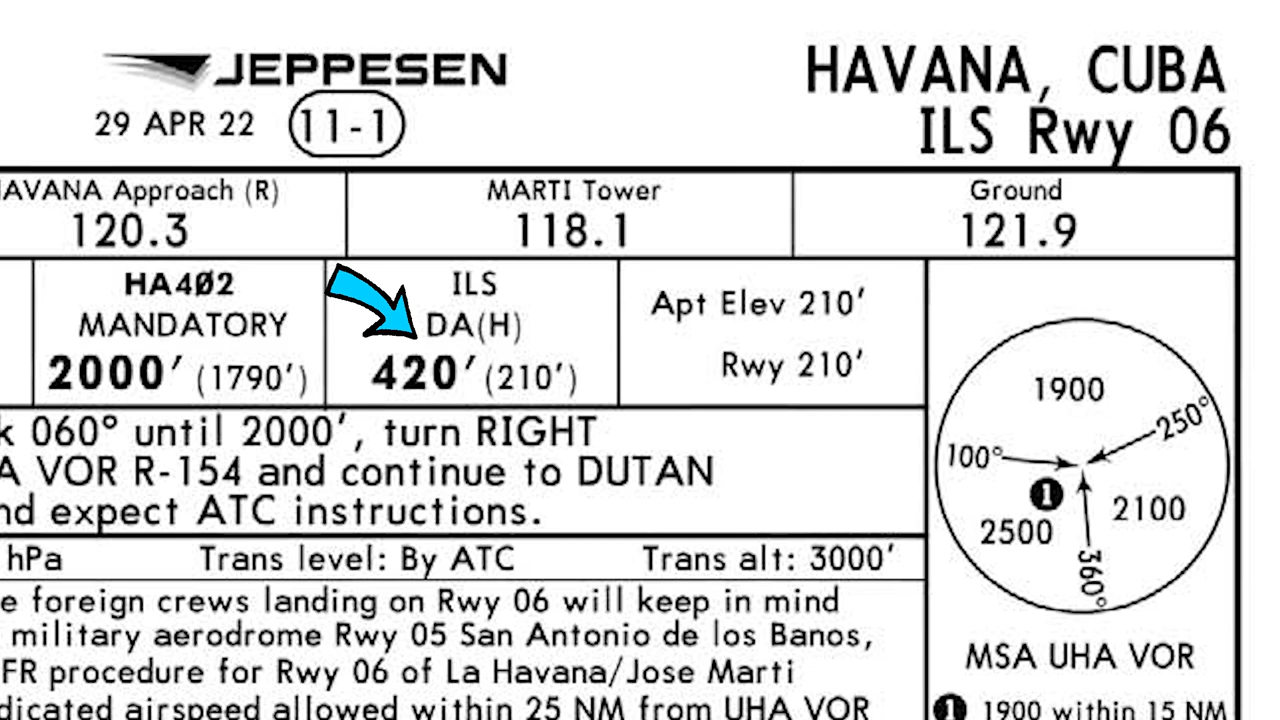 JEPPESEN
HAVANA, CUBA
29 APR 22
11-1
ILS Rwy 06
HAVANA Approach (R)
MARTI Tower
Ground
120.3
118.1
121.9
HA4Ø2
MANDATORY
2000' (1790')
ILS
DA(H)
420' (210')
Apt Elev 210'
Rwy 210'
060° until 2000', turn RIGHT
VOR R-154 and continue to DUTAN
expect ATC instructions.
hPa
Trans level: By ATC
Trans alt: 3000'
foreign crews landing on Rwy 06 will keep in mind
military aerodrome Rwy 05 San Antonio de los Banos,
procedure for Rwy 06 of La Havana/Jose Marti
airspeed allowed within 25 NM from UHA VOR
1900
250°
100°
1
2500
2100
360°
MSA UHA VOR
1 1900 within 15 NM